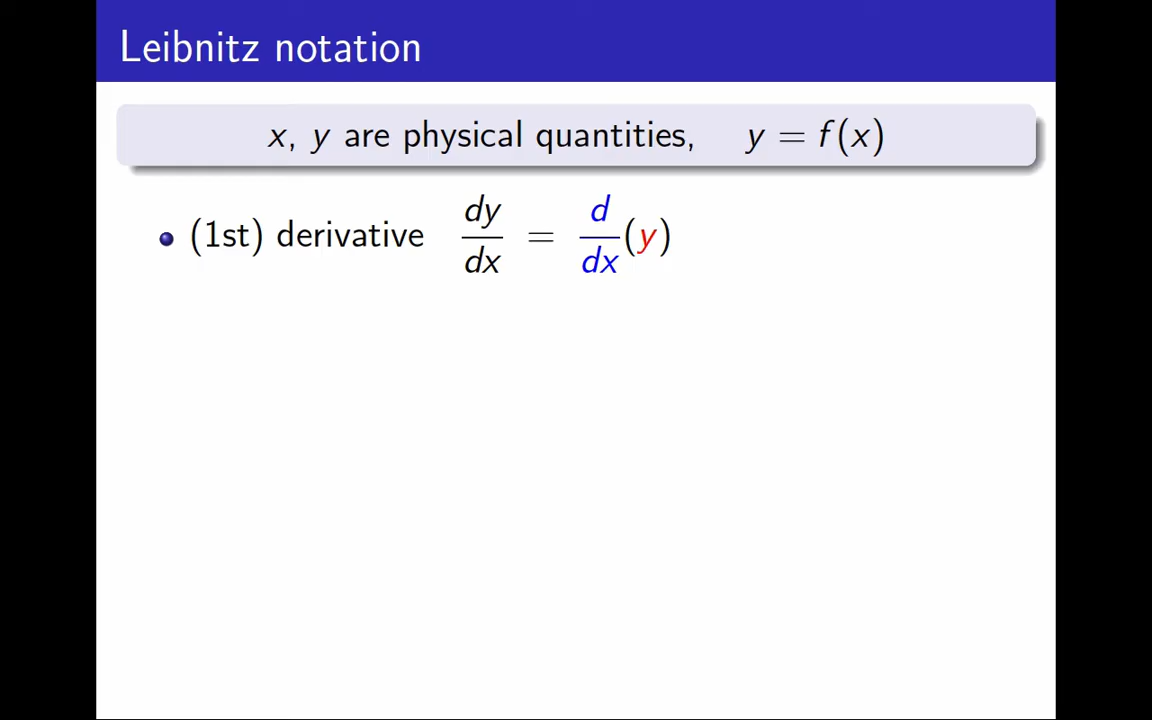 Leibnitz notation
x, y are physical quantities, y = f(x)
(1st) derivative dy/dx = d/dx (y)